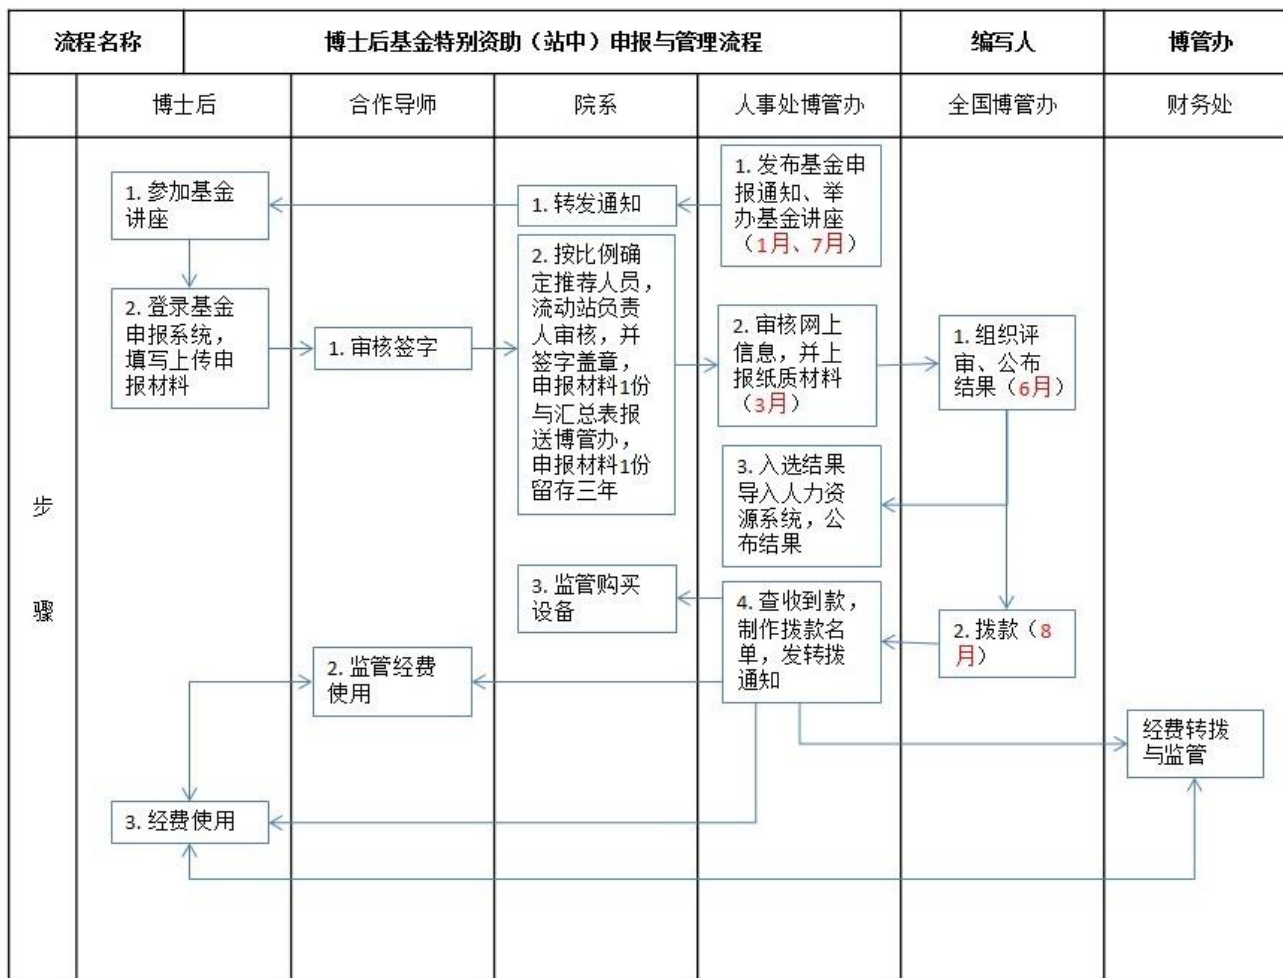 流程名称
博士后基金特别资助（站中）申报与管理流程
编写人
博管办
博士后
合作导师
院系
人事处博管办
全国博管办
财务处
步
骤
1. 参加基金
讲座
2. 登录基金
申报系统，
填写上传申
报材料
3. 经费使用
1. 审核签字
2. 监管经费
使用
1. 转发通知
2. 按比例确
定推荐人员，
流动站负责
人审核，并
签字盖章，
申报材料1份
与汇总表报
送博管办，
申报材料1份
留存三年
3. 监管购买
设备
1. 发布基金申
报通知、举
办基金讲座
（1月、7月）
2. 审核网上
信息，并上
报纸质材料
（3月）
3. 入选结果
导入人力资
源系统，公
布结果
4. 查收到款，
制作拨款名
单，发转拨
通知
1. 组织评
审、公布
结果（6月）
2. 拨款（8
月）
经费转拨
与监管